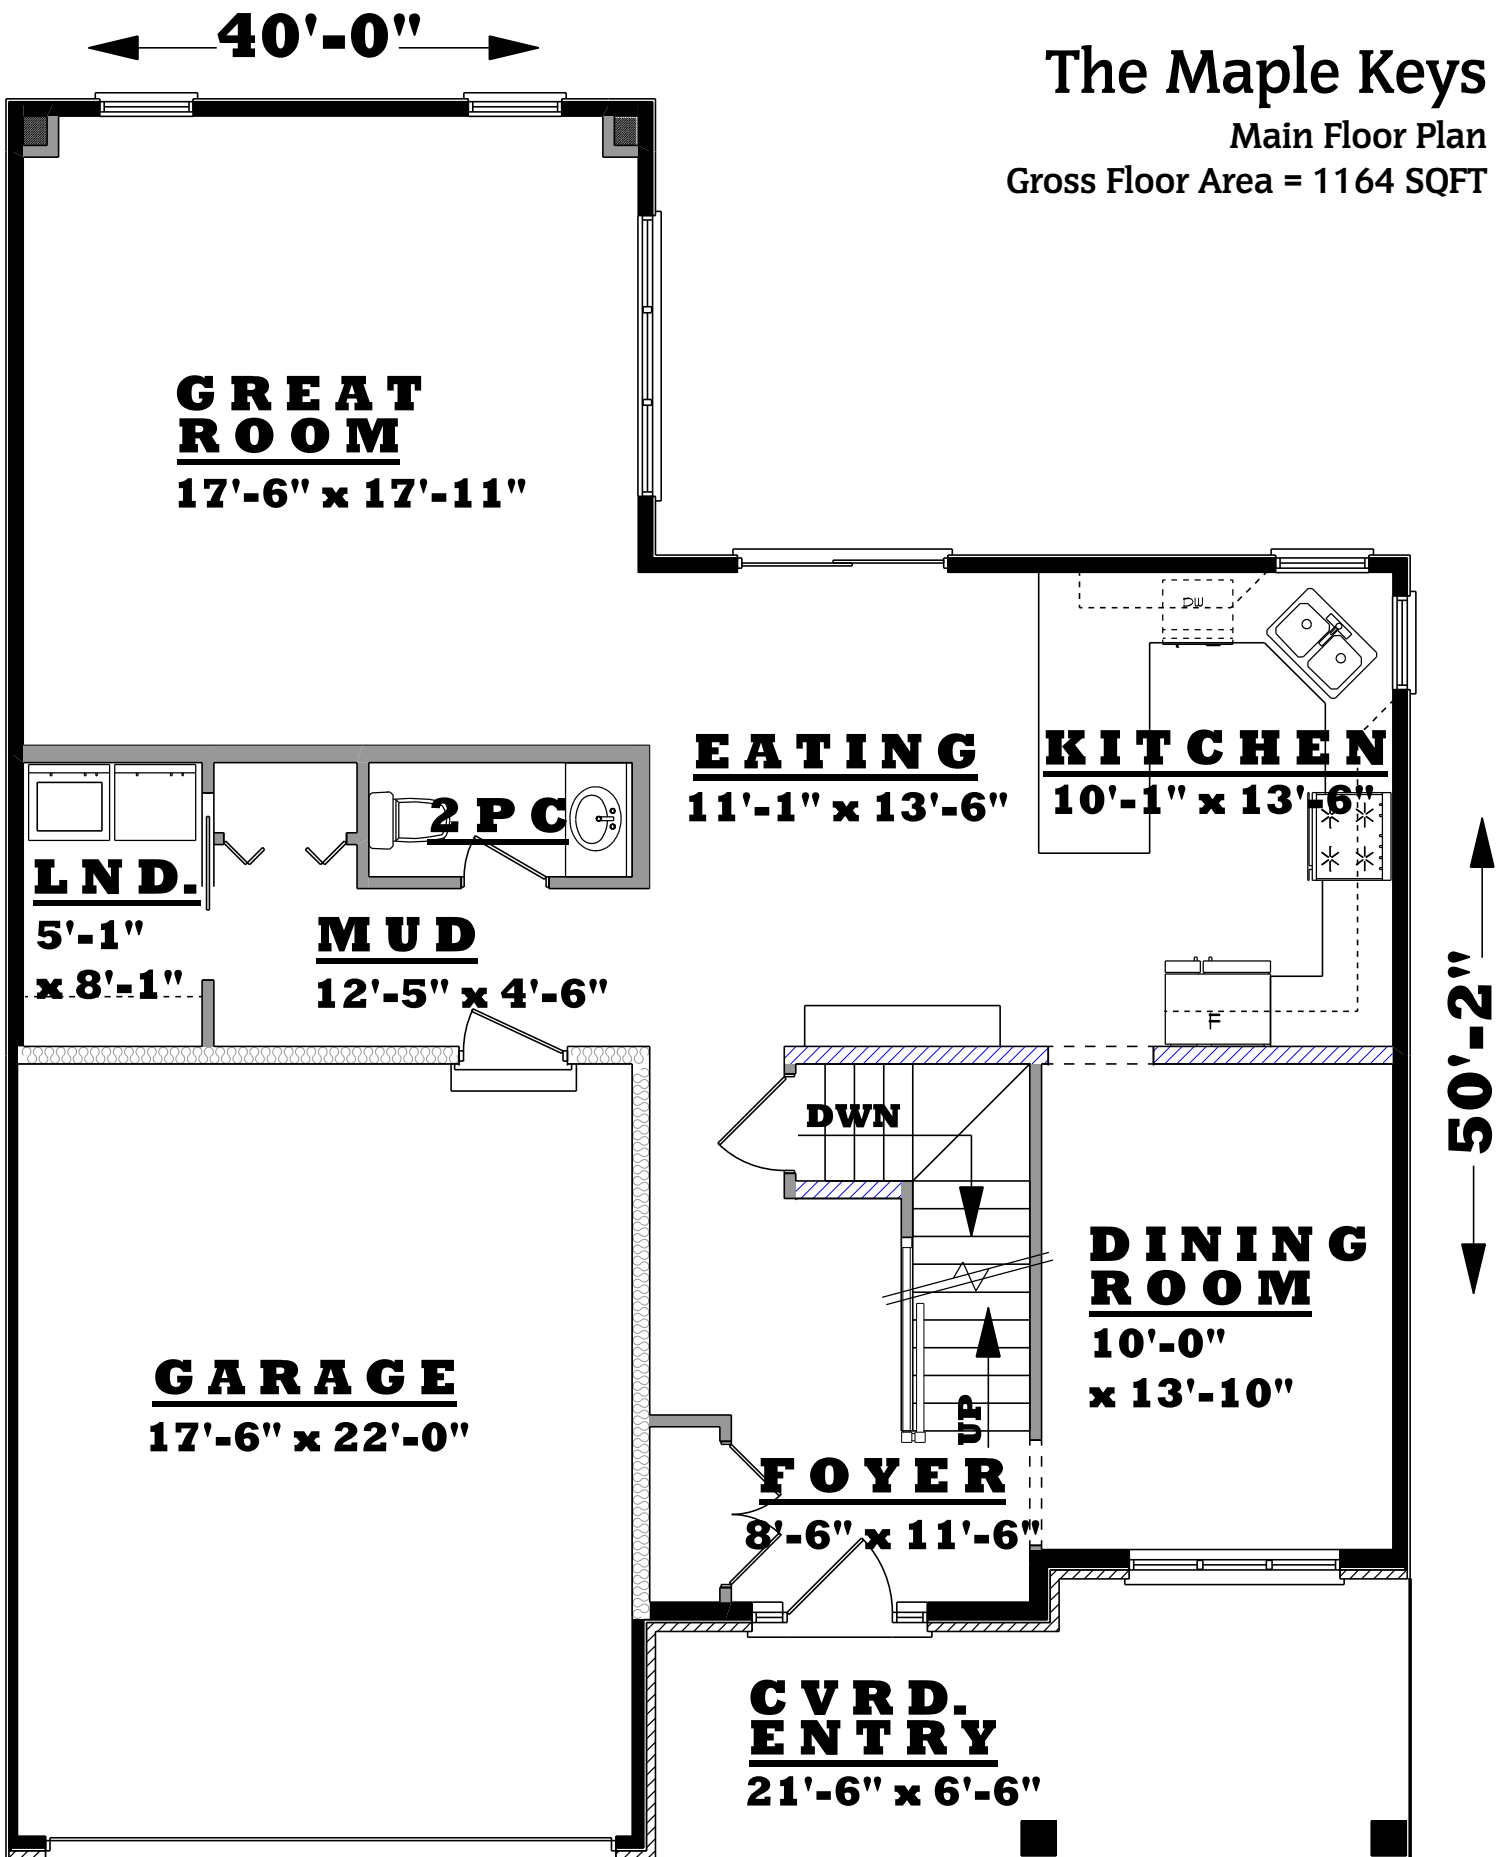 40'-0"
The Maple Keys
Main Floor Plan
Gross Floor Area = 1164 SQFT
GREAT
ROOM
17'-6" x 17'-11"
DW
EATING
11'-1" x 13'-6"
KITCHEN
10'-1" x 13'-6"
2PC
LND.
5'-1"
x 8'-1"
MUD
12'-5" x 4'-6"
F
50'-2"
DWN
DINING
ROOM
10'-0"
x 13'-10"
GARAGE
17'-6" x 22'-0"
UP
FOYER
8'-6" x 11'-6"
CVRD.
ENTRY
21'-6" x 6'-6"